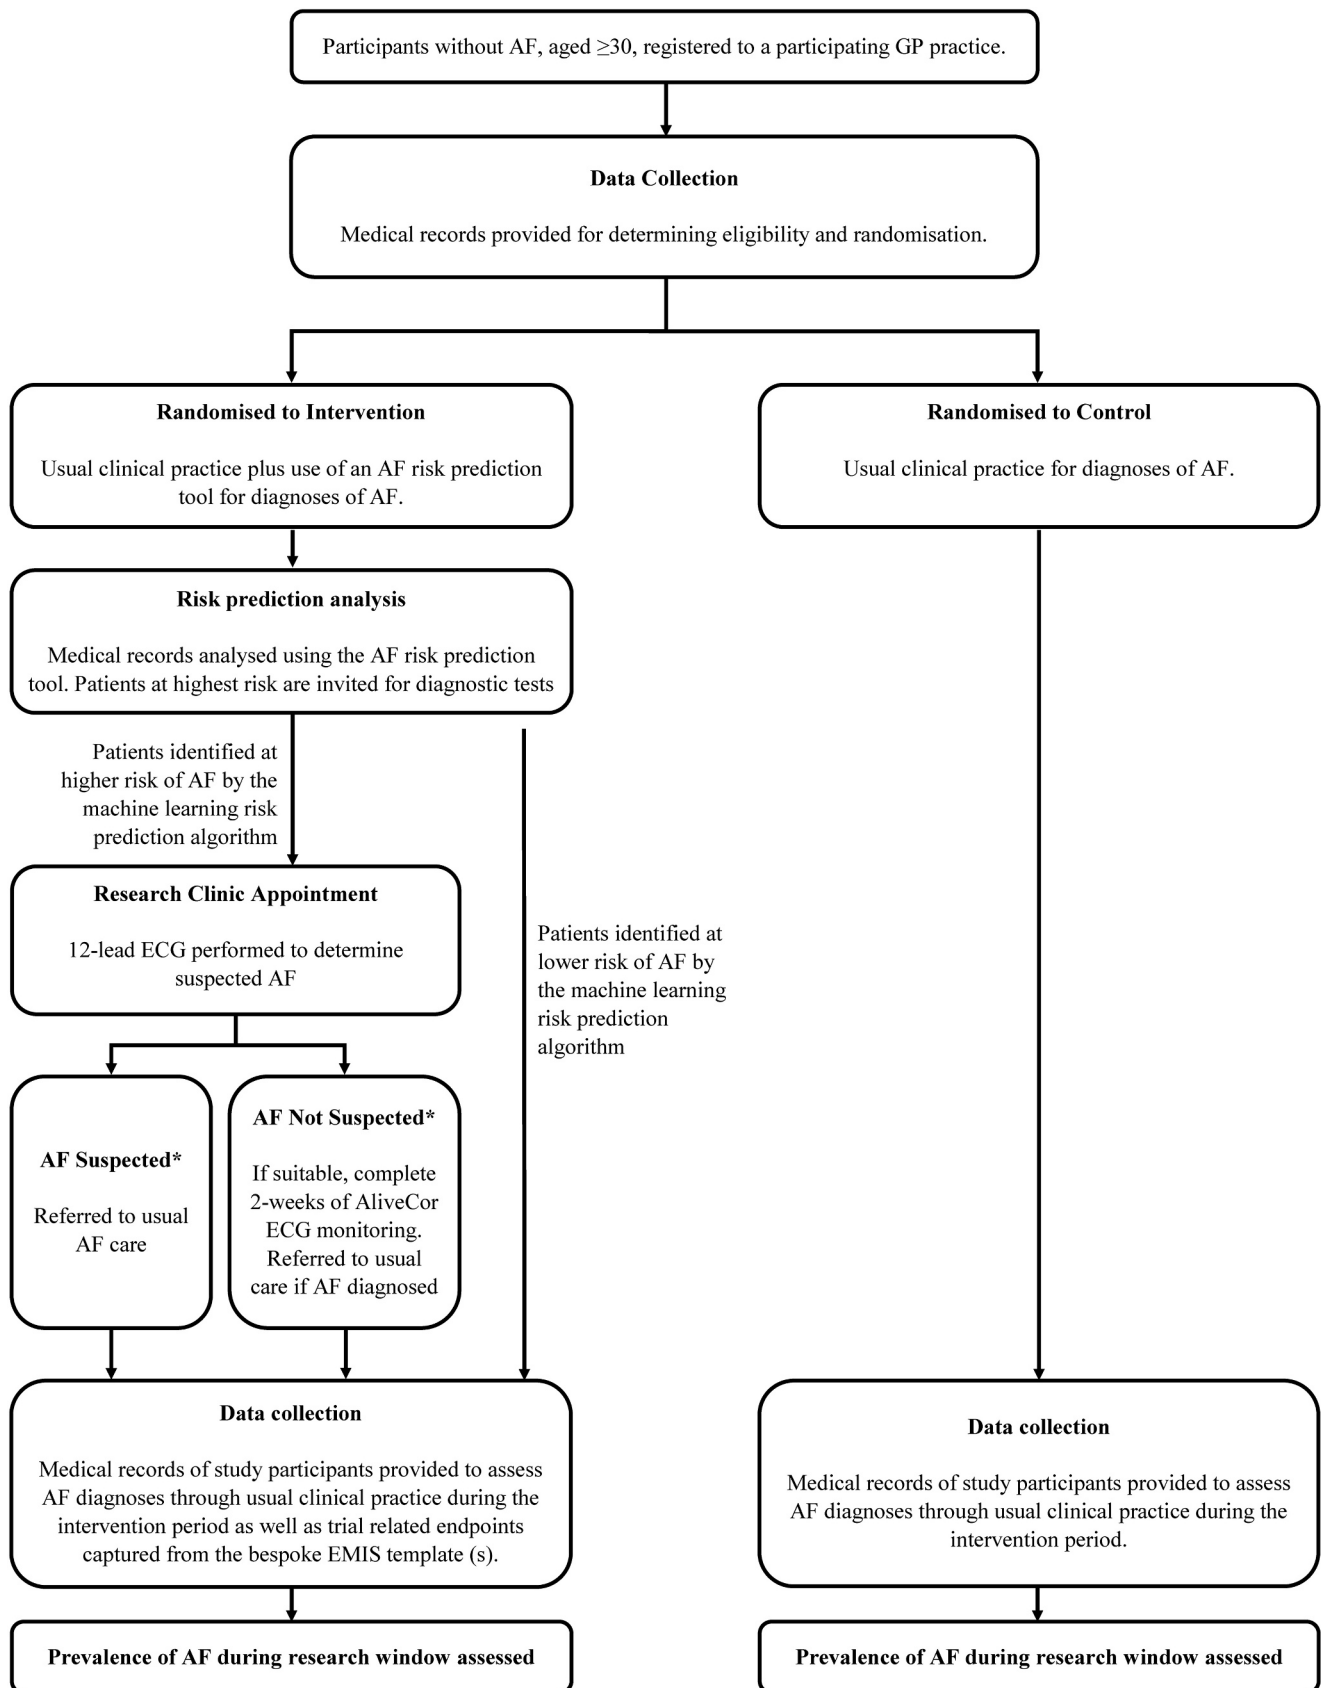 Participants without AF, aged ≥30, registered to a participating GP practice.
Data Collection
Medical records provided for determining eligibility and randomisation.
Randomised to Intervention
Usual clinical practice plus use of an AF risk prediction
tool for diagnoses of AF.
Randomised to Control
Usual clinical practice for diagnoses of AF.
Risk prediction analysis
Medical records analysed using the AF risk prediction
tool. Patients at highest risk are invited for diagnostic tests
Patients identified at
higher risk of AF by the
machine learning risk
prediction algorithm
Research Clinic Appointment
12-lead ECG performed to determine
suspected AF
Patients identified at
lower risk of AF by
the machine learning
risk prediction
algorithm
AF Suspected*
Referred to usual
AF care
AF Not Suspected*
If suitable, complete
2-weeks of AliveCor
ECG monitoring.
Referred to usual
care if AF diagnosed
Data collection
Medical records of study participants provided to assess
AF diagnoses through usual clinical practice during the
intervention period as well as trial related endpoints
captured from the bespoke EMIS template (s).
Data collection
Medical records of study participants provided to assess
AF diagnoses through usual clinical practice during the
intervention period.
Prevalence of AF during research window assessed
Prevalence of AF during research window assessed